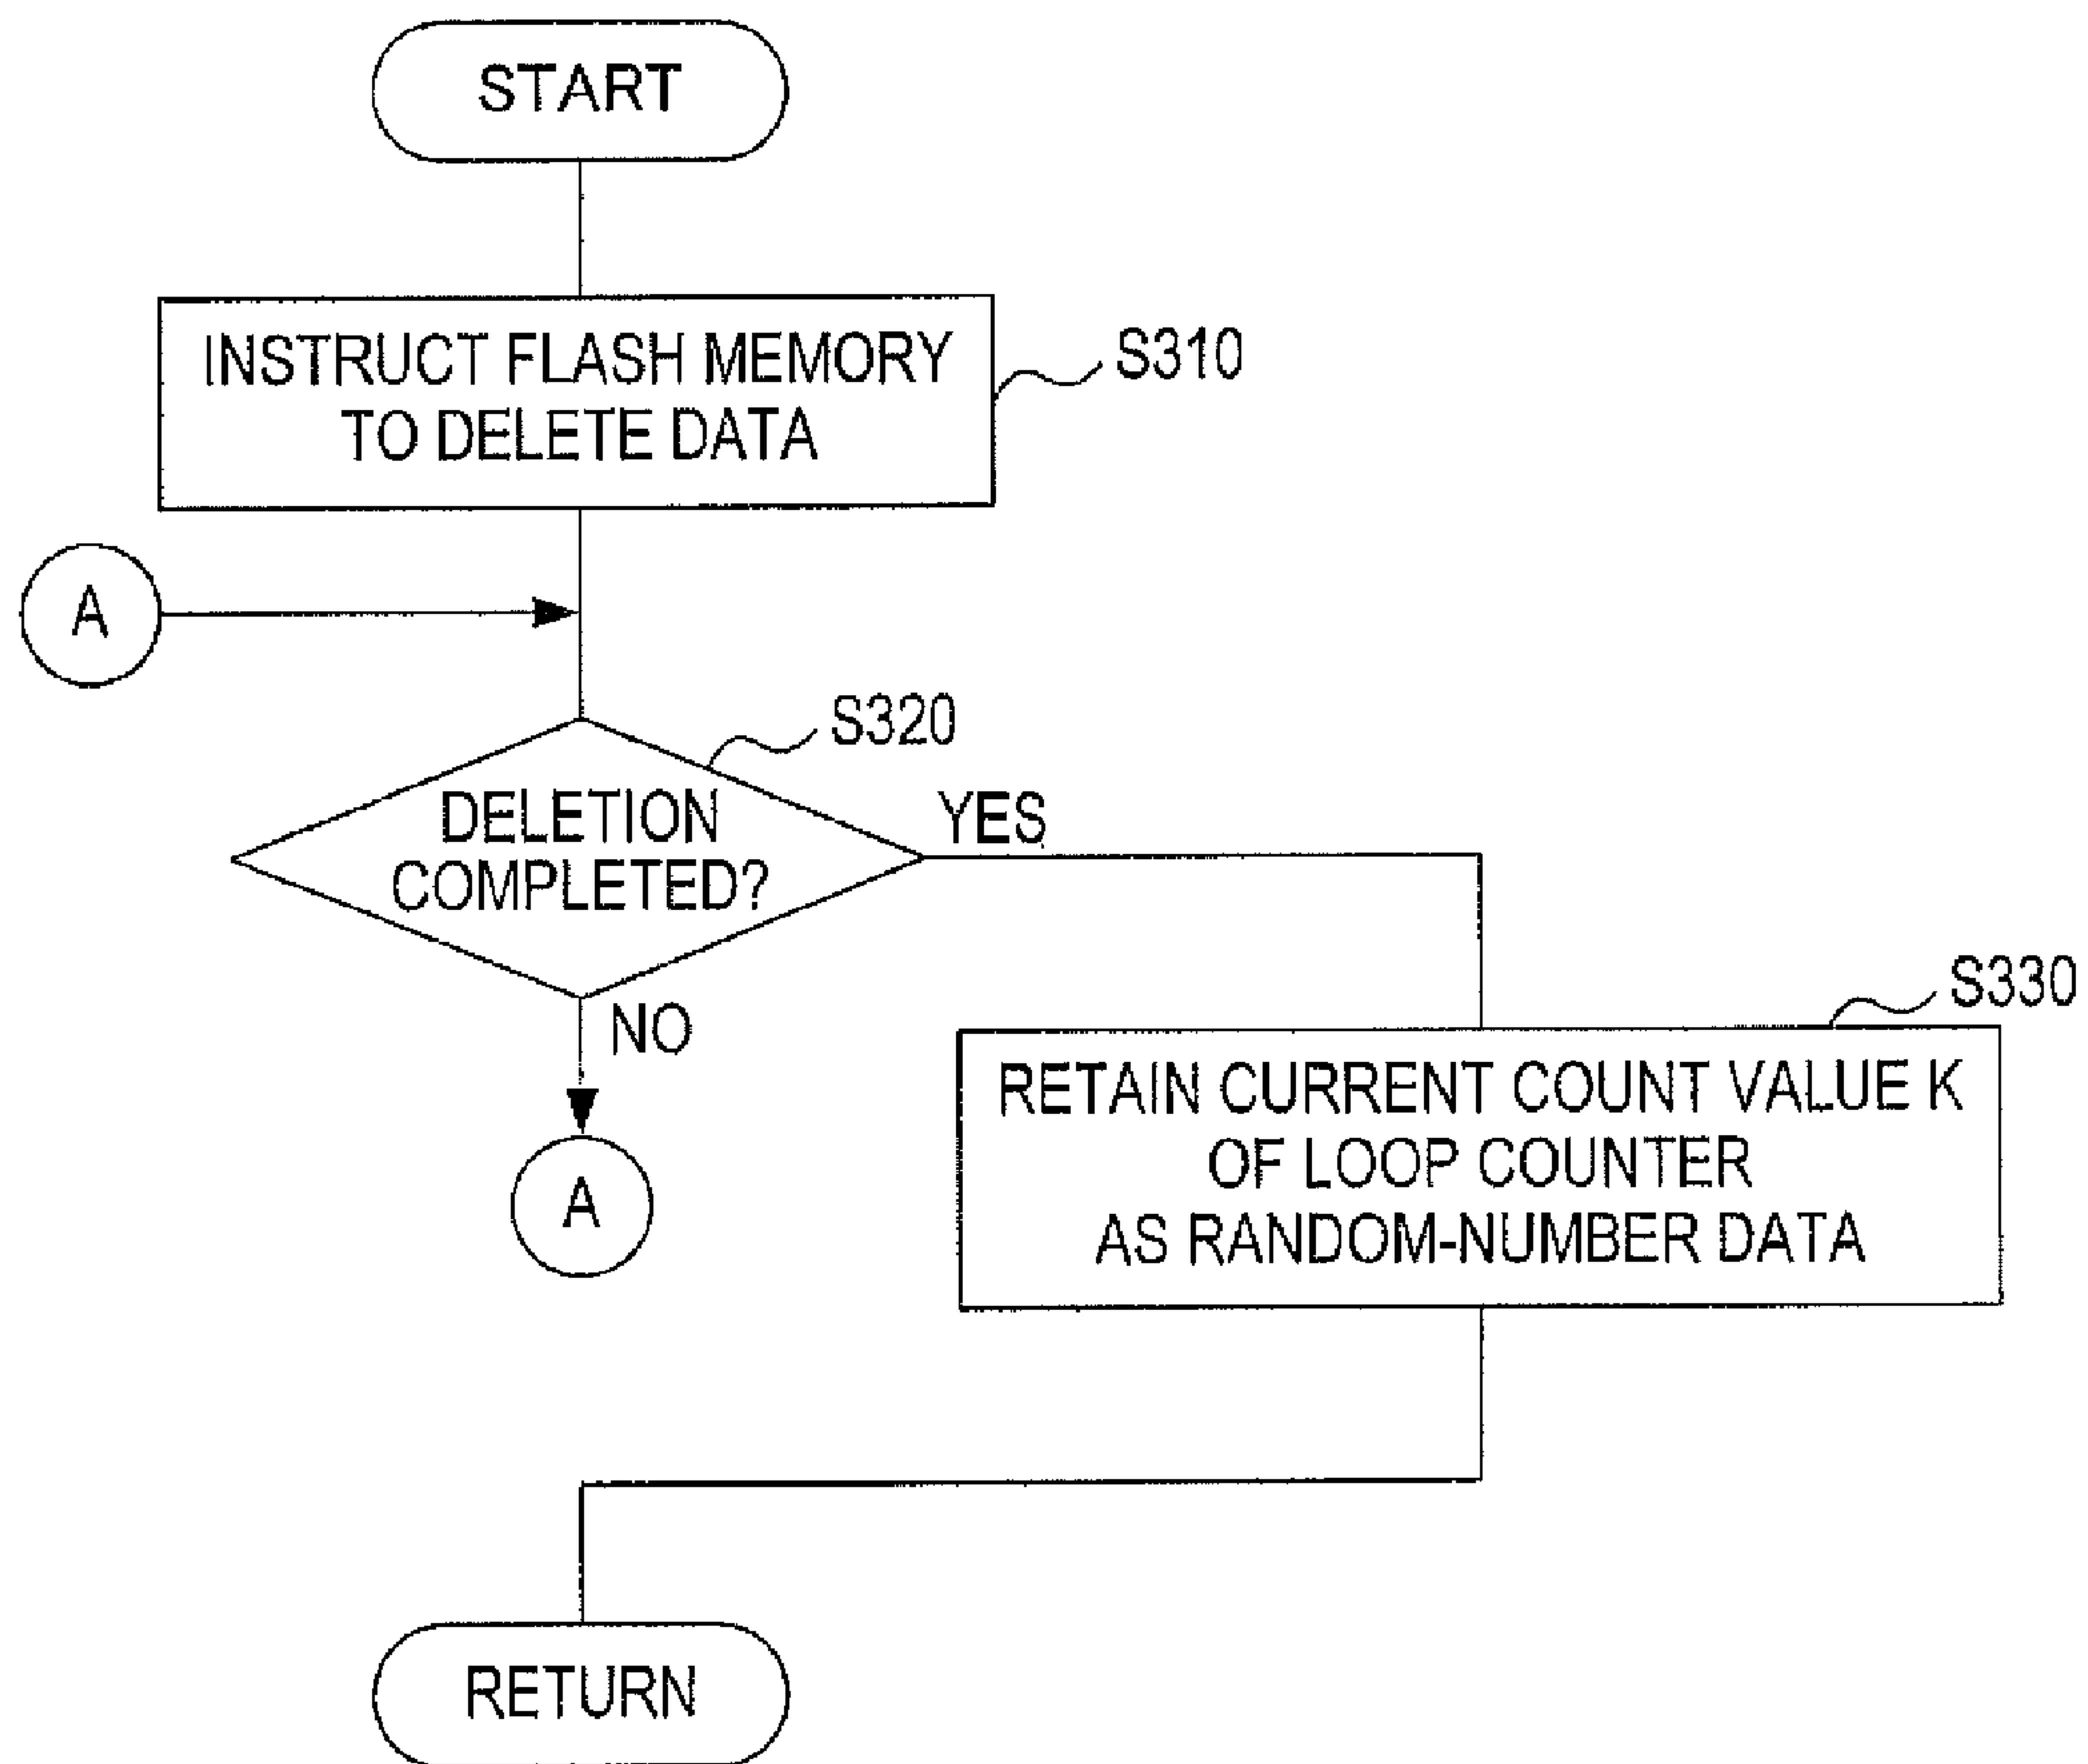 START
INSTRUCT FLASH MEMORY
TO DELETE DATA
S310
A
S320
DELETION
COMPLETED?
YES
NO
A
S330
RETAIN CURRENT COUNT VALUE K
OF LOOP COUNTER
AS RANDOM-NUMBER DATA
RETURN